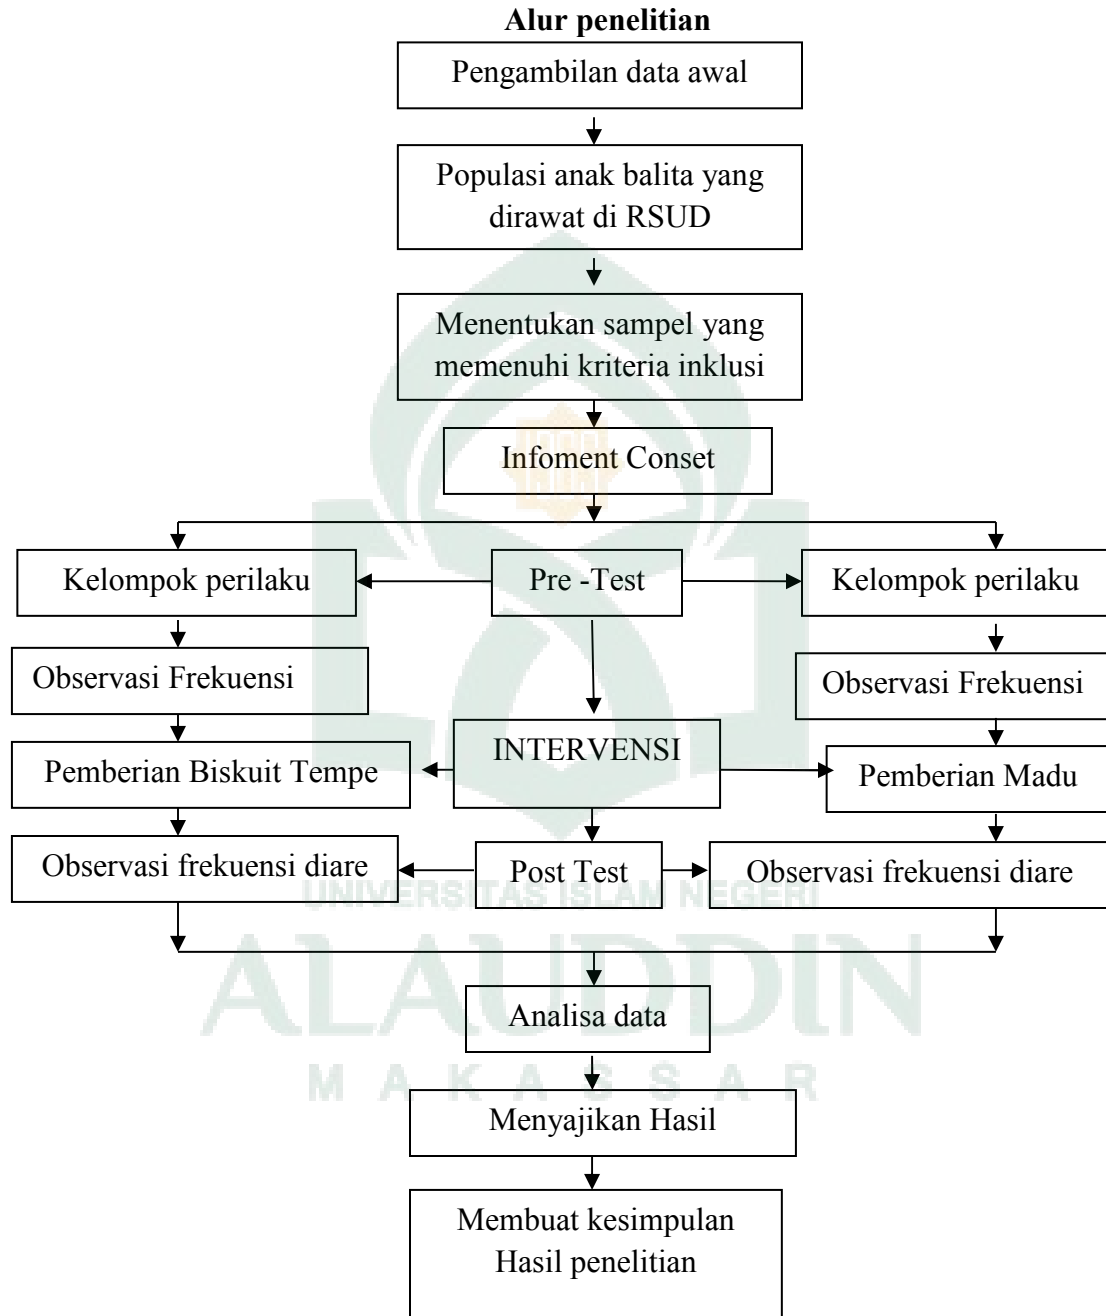 Alur penelitian
Pengambilan data awal
Populasi anak balita yang
dirawat di RSUD
Menentukan sampel yang
memenuhi kriteria inklusi
Infoment Conset
Kelompok perilaku
Pre -Test
Kelompok perilaku
Observasi Frekuensi
Observasi Frekuensi
INTERVENSI
Pemberian Biskuit Tempe
Pemberian Madu
Observasi frekuensi diare
Post Test
Observasi frekuensi diare
UNIVERSITAS ISLAM NEGERI
ALAUDDIN
Analisa data
MAKASSAR
Menyajikan Hasil
Membuat kesimpulan
Hasil penelitian